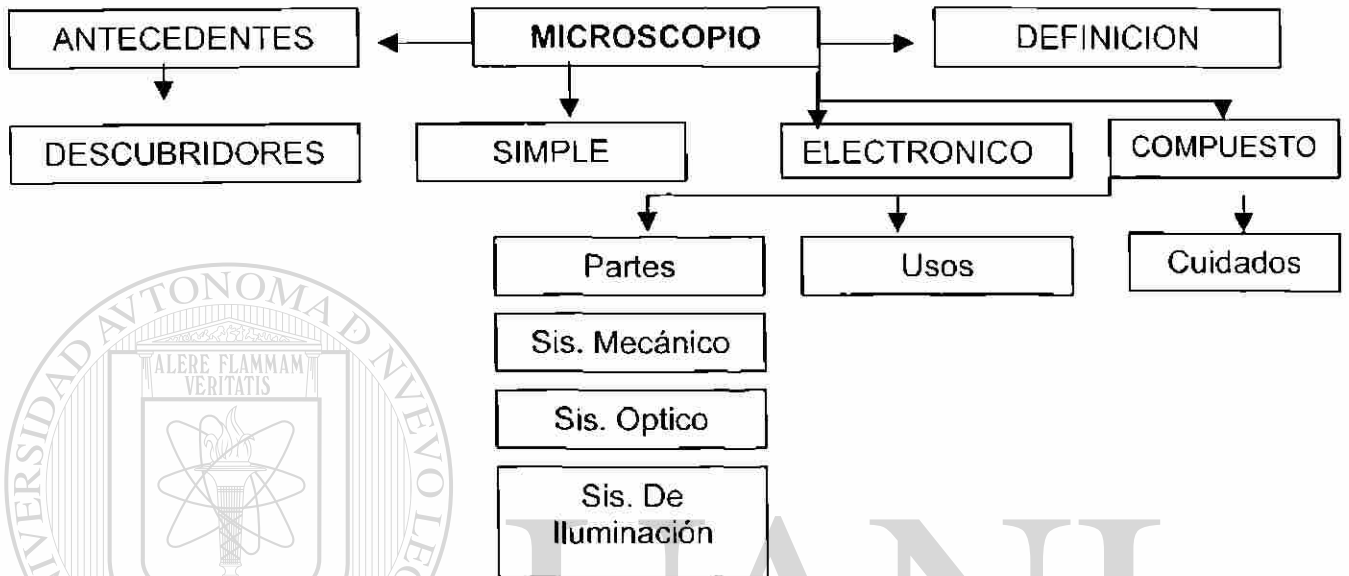 ANTECEDENTES
MICROSCOPIO
DEFINICION
DESCUBRIDORES
SIMPLE
ELECTRONICO
COMPUESTO
Partes
Usos
Cuidados
Sis. Mecánico
Sis. Optico
Sis. De
Iluminación
ALERE FLAMMAM
VERITATIS